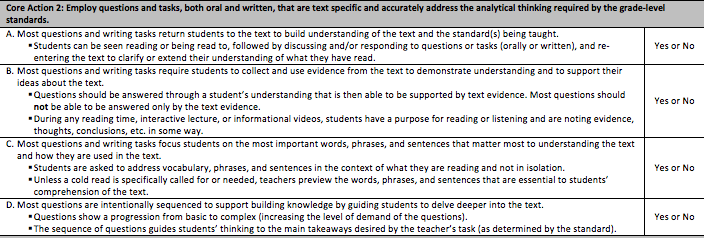 Core Action 2: Employ questions and tasks, both oral and written, that are text specific and accurately address the analytical thinking required by the grade-level
standards.
A. Most questions and writing tasks return students to the text to build understanding of the text and the standard(s) being taught.
▪Students can be seen reading or being read to, followed by discussing and/or responding to questions or tasks (orally or written), and re-
entering the text to clarify or extend their understanding of what they have read.
Yes or No
B. Most questions and writing tasks require students to collect and use evidence from the text to demonstrate understanding and to support their
ideas about the text.
▪Questions should be answered through a student's understanding that is then able to be supported by text evidence. Most questions should
not be able to be answered only by the text evidence.
▪During any reading time, interactive lecture, or informational videos, students have a purpose for reading or listening and are noting evidence,
thoughts, conclusions, etc. in some way.
Yes or No
C. Most questions and writing tasks focus students on the most important words, phrases, and sentences that matter most to understanding the text
and how they are used in the text.
▪Students are asked to address vocabulary, phrases, and sentences in the context of what they are reading and not in isolation.
▪Unless a cold read is specifically called for or needed, teachers preview the words, phrases, and sentences that are essential to students'
comprehension of the text.
Yes or No
D. Most questions are intentionally sequenced to support building knowledge by guiding students to delve deeper into the text.
▪Questions show a progression from basic to complex (increasing the level of demand of the questions).
▪The sequence of questions guides students' thinking to the main takeaways desired by the teacher's task (as determined by the standard).
Yes or No